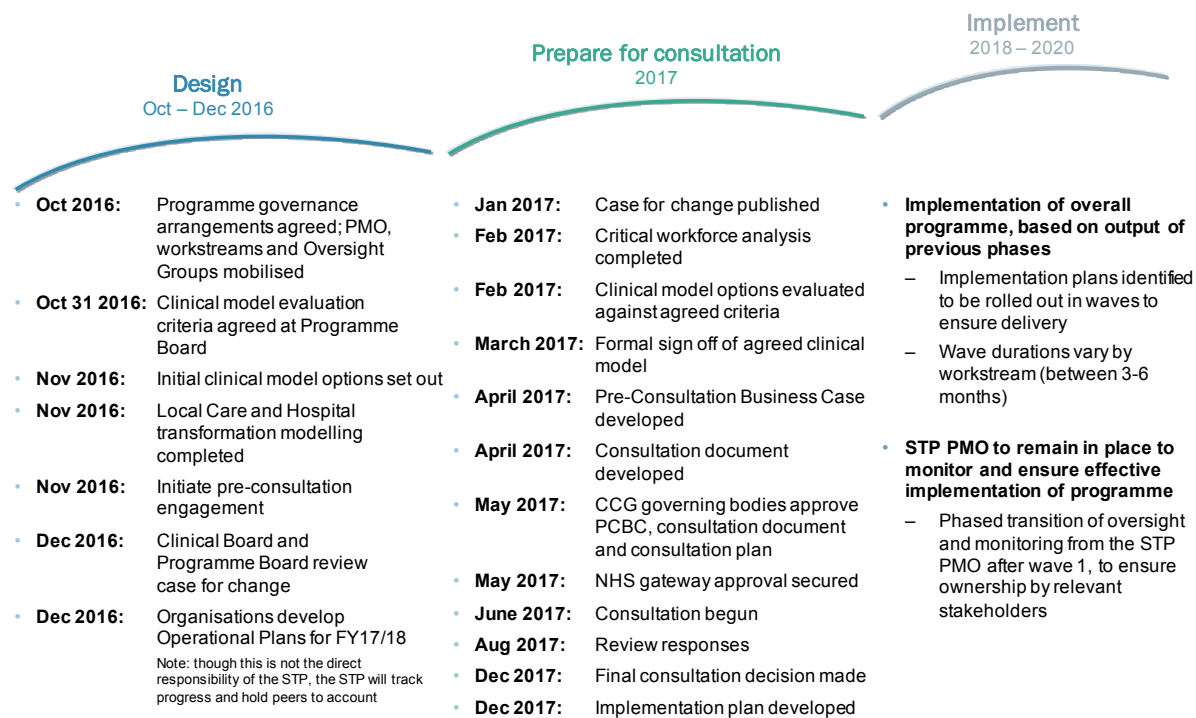 Design
Oct – Dec 2016
• Oct 2016: Programme governance
arrangements agreed; PMO,
workstreams and Oversight
Groups mobilised
• Oct 31 2016: Clinical model evaluation
criteria agreed at Programme
Board
• Nov 2016: Initial clinical model options set out
• Nov 2016: Local Care and Hospital
transformation modelling
completed
• Nov 2016: Initiate pre-consultation
engagement
• Dec 2016: Clinical Board and
Programme Board review
case for change
• Dec 2016: Organisations develop
Operational Plans for FY17/18
Note: though this is not the direct
responsibility of the STP, the STP will track
progress and hold peers to account
Prepare for consultation
2017
• Jan 2017: Case for change published
• Feb 2017: Critical workforce analysis
completed
• Feb 2017: Clinical model options evaluated
against agreed criteria
• March 2017: Formal sign off of agreed clinical
model
• April 2017: Pre-Consultation Business Case
developed
• April 2017: Consultation document
developed
• May 2017: CCG governing bodies approve
PCBC, consultation document
and consultation plan
• May 2017: NHS gateway approval secured
• June 2017: Consultation begun
• Aug 2017: Review responses
• Dec 2017: Final consultation decision made
• Dec 2017: Implementation plan developed
Implement
2018 – 2020
• Implementation of overall
programme, based on output of
previous phases
– Implementation plans identified
to be rolled out in waves to
ensure delivery
– Wave durations vary by
workstream (between 3-6
months)
• STP PMO to remain in place to
monitor and ensure effective
implementation of programme
– Phased transition of oversight
and monitoring from the STP
PMO after wave 1, to ensure
ownership by relevant
stakeholders